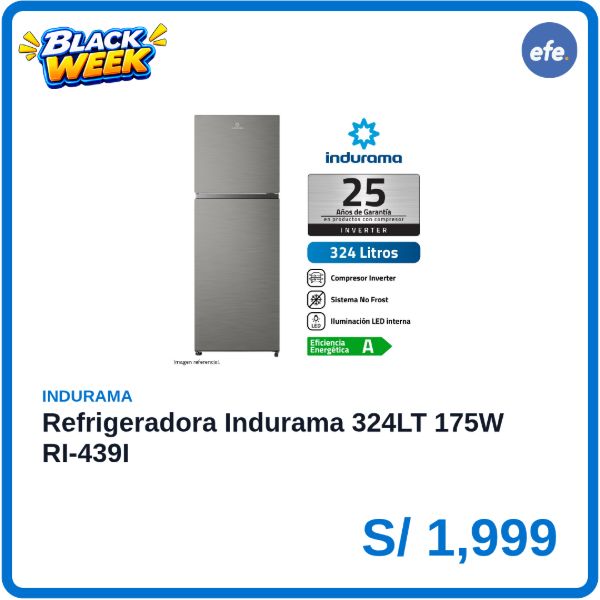 BLACK
WEEK
efe.
indurama
25
Años de Garantía
en productos con compresor
INVERTER
324 Litros
Compresor Inverter
Sistema No Frost
LED
Iluminación LED interna
Eficiencia
Energética
A
Imagen referencial.
INDURAMA
Refrigeradora Indurama 324LT 175W
RI-439I
S/ 1,999